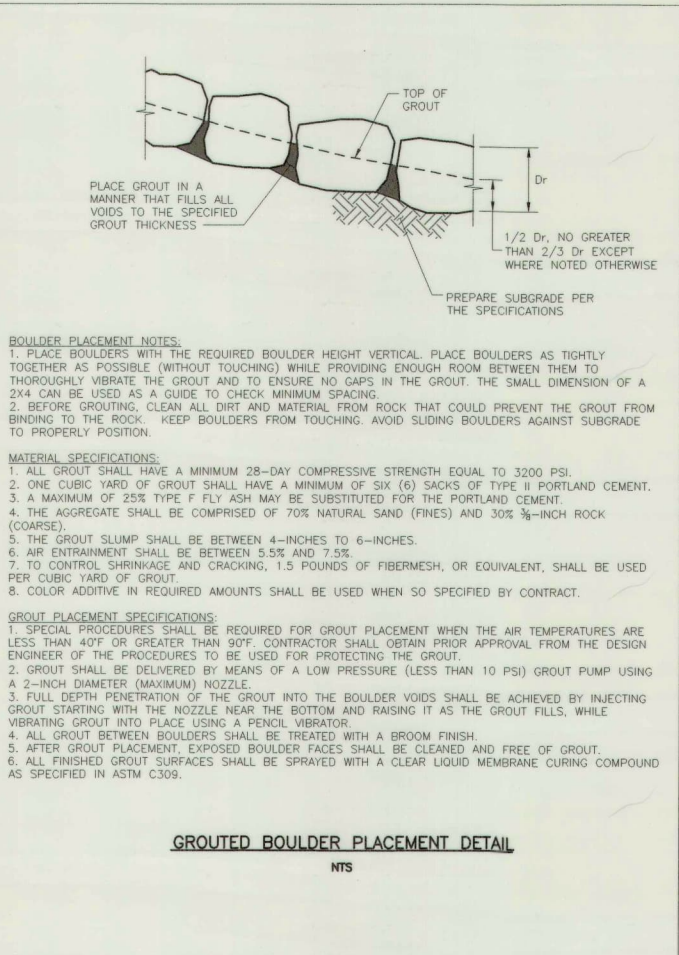 TOP OF
GROUT
Dr
PLACE GROUT IN A
MANNER THAT FILLS ALL
VOIDS TO THE SPECIFIED
GROUT THICKNESS
1/2 Dr, NO GREATER
THAN 2/3 Dr EXCEPT
WHERE NOTED OTHERWISE
PREPARE SUBGRADE PER
THE SPECIFICATIONS
BOULDER PLACEMENT NOTES:
1. PLACE BOULDERS WITH THE REQUIRED BOULDER HEIGHT VERTICAL. PLACE BOULDERS AS TIGHTLY
TOGETHER AS POSSIBLE (WITHOUT TOUCHING) WHILE PROVIDING ENOUGH ROOM BETWEEN THEM TO
THOROUGHLY VIBRATE THE GROUT AND TO ENSURE NO GAPS IN THE GROUT. THE SMALL DIMENSION OF A
2X4 CAN BE USED AS A GUIDE TO CHECK MINIMUM SPACING.
2. BEFORE GROUTING, CLEAN ALL DIRT AND MATERIAL FROM ROCK THAT COULD PREVENT THE GROUT FROM
BINDING TO THE ROCK. KEEP BOULDERS FROM TOUCHING. AVOID SLIDING BOULDERS AGAINST SUBGRADE
TO PROPERLY POSITION.
MATERIAL SPECIFICATIONS:
1. ALL GROUT SHALL HAVE A MINIMUM 28-DAY COMPRESSIVE STRENGTH EQUAL TO 3200 PSI.
2. ONE CUBIC YARD OF GROUT SHALL HAVE A MINIMUM OF SIX (6) SACKS OF TYPE II PORTLAND CEMENT.
3. A MAXIMUM OF 25% TYPE F FLY ASH MAY BE SUBSTITUTED FOR THE PORTLAND CEMENT.
4. THE AGGREGATE SHALL BE COMPRISED OF 70% NATURAL SAND (FINES) AND 30% ⅜-INCH ROCK
(COARSE).
5. THE GROUT SLUMP SHALL BE BETWEEN 4-INCHES TO 6-INCHES.
6. AIR ENTRAINMENT SHALL BE BETWEEN 5.5% AND 7.5%.
7. TO CONTROL SHRINKAGE AND CRACKING, 1.5 POUNDS OF FIBERMESH, OR EQUIVALENT, SHALL BE USED
PER CUBIC YARD OF GROUT.
8. COLOR ADDITIVE IN REQUIRED AMOUNTS SHALL BE USED WHEN SO SPECIFIED BY CONTRACT.
GROUT PLACEMENT SPECIFICATIONS:
1. SPECIAL PROCEDURES SHALL BE REQUIRED FOR GROUT PLACEMENT WHEN THE AIR TEMPERATURES ARE
LESS THAN 40°F OR GREATER THAN 90°F. CONTRACTOR SHALL OBTAIN PRIOR APPROVAL FROM THE DESIGN
ENGINEER OF THE PROCEDURES TO BE USED FOR PROTECTING THE GROUT.
2. GROUT SHALL BE DELIVERED BY MEANS OF A LOW PRESSURE (LESS THAN 10 PSI) GROUT PUMP USING
A 2-INCH DIAMETER (MAXIMUM) NOZZLE.
3. FULL DEPTH PENETRATION OF THE GROUT INTO THE BOULDER VOIDS SHALL BE ACHIEVED BY INJECTING
GROUT STARTING WITH THE NOZZLE NEAR THE BOTTOM AND RAISING IT AS THE GROUT FILLS, WHILE
VIBRATING GROUT INTO PLACE USING A PENCIL VIBRATOR.
4. ALL GROUT BETWEEN BOULDERS SHALL BE TREATED WITH A BROOM FINISH.
5. AFTER GROUT PLACEMENT, EXPOSED BOULDER FACES SHALL BE CLEANED AND FREE OF GROUT.
6. ALL FINISHED GROUT SURFACES SHALL BE SPRAYED WITH A CLEAR LIQUID MEMBRANE CURING COMPOUND
AS SPECIFIED IN ASTM C309.
GROUTED BOULDER PLACEMENT DETAIL
NTS